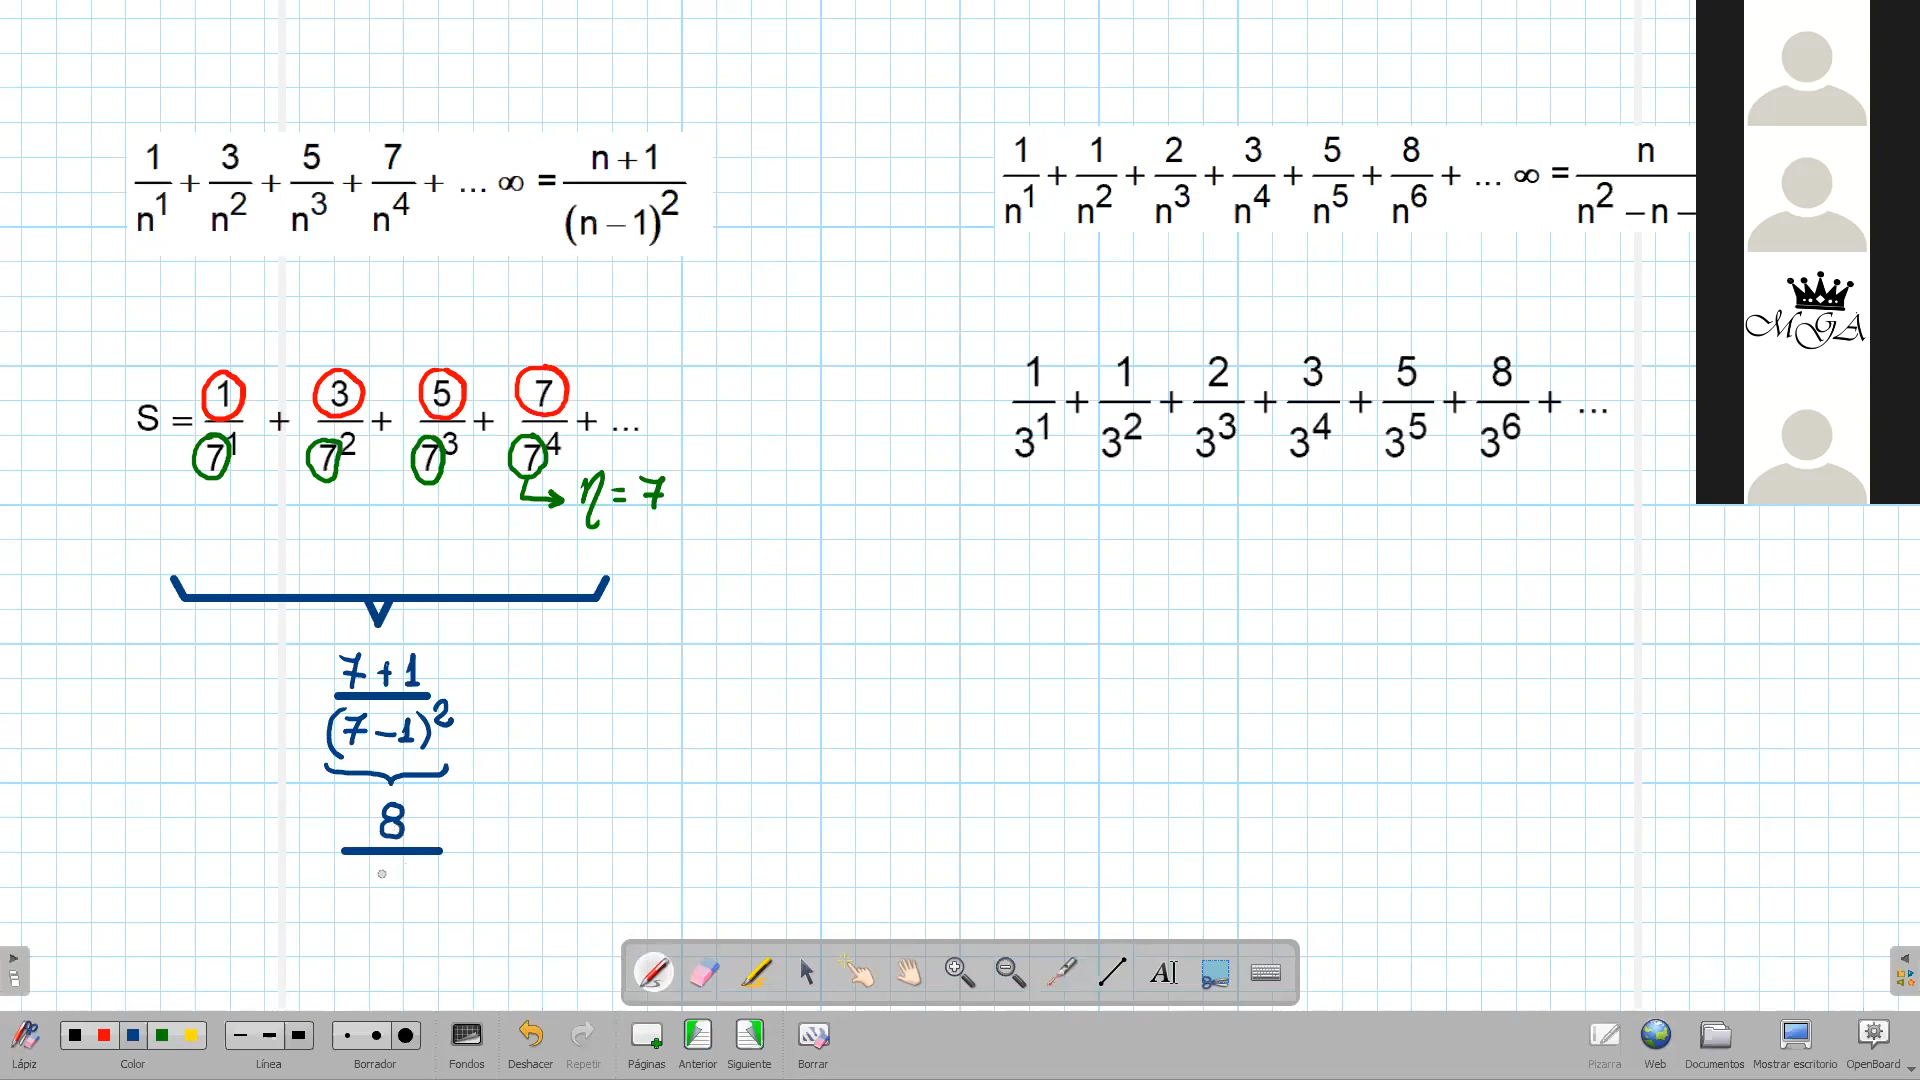 1/n^1 + 3/n^2 + 5/n^3 + 7/n^4 + ... ∞ = (n+1)/(n−1)^2
1/n^1 + 1/n^2 + 2/n^3 + 3/n^4 + 5/n^5 + 8/n^6 + ... ∞ = n/(n^2 − n −
MGA
S = 1/7^1 + 3/7^2 + 5/7^3 + 7/7^4 + ...
η = 7
1/3^1 + 1/3^2 + 2/3^3 + 3/3^4 + 5/3^5 + 8/3^6 + ...
7 + 1
(7 − 1)^2
8
AI
Lápiz Color Línea Borrador Fondos Deshacer Repetir Páginas Anterior Siguiente Borrar Pizarra Web Documentos Mostrar escritorio OpenBoard